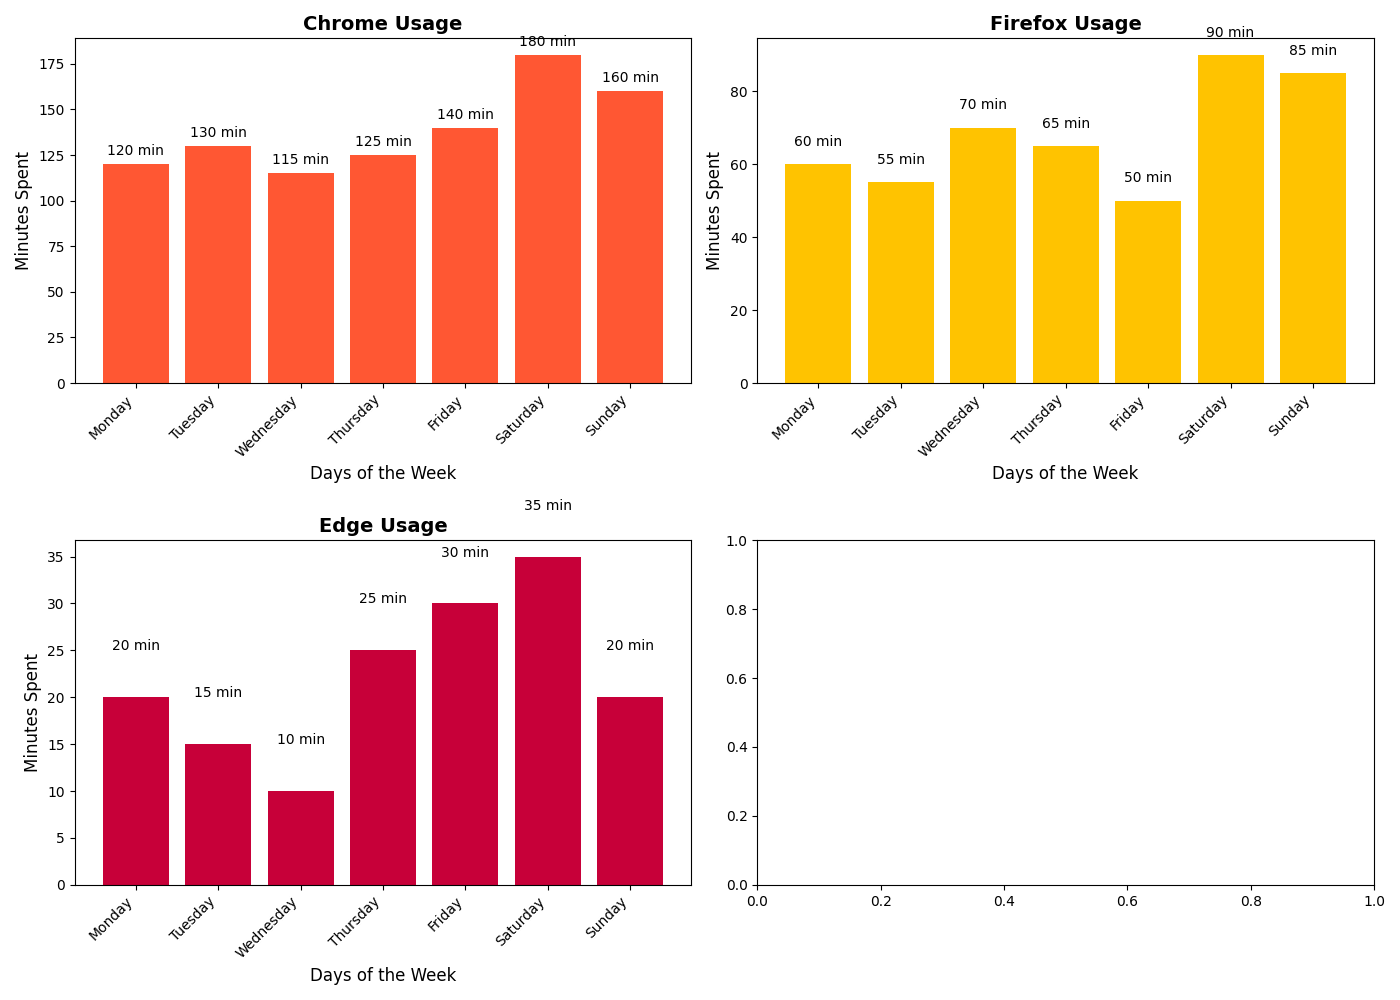 Chrome Usage
180 min
160 min
140 min
130 min
120 min
125 min
115 min
175
150
125
100
75
50
25
0
Minutes Spent
Monday
Tuesday
Wednesday
Thursday
Friday
Saturday
Sunday
Days of the Week
Firefox Usage
90 min
85 min
70 min
65 min
60 min
55 min
50 min
80
60
40
20
0
Minutes Spent
Monday
Tuesday
Wednesday
Thursday
Friday
Saturday
Sunday
Days of the Week
Edge Usage
35 min
30 min
25 min
20 min
20 min
15 min
10 min
35
30
25
20
15
10
5
0
Minutes Spent
Monday
Tuesday
Wednesday
Thursday
Friday
Saturday
Sunday
Days of the Week
1.0
0.8
0.6
0.4
0.2
0.0
0.0
0.2
0.4
0.6
0.8
1.0